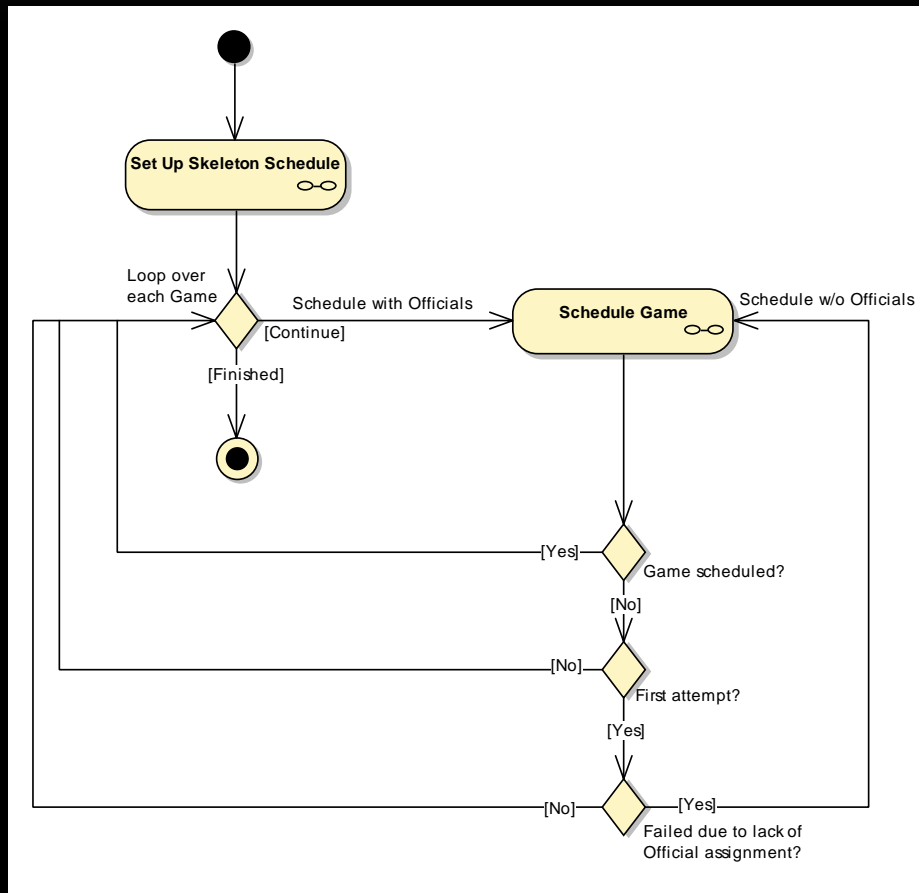 Set Up Skeleton Schedule
Loop over
each Game
Schedule with Officials
[Continue]
Schedule Game
Schedule w/o Officials
[Finished]
[Yes]
Game scheduled?
[No]
[No]
First attempt?
[Yes]
[No]
[Yes]
Failed due to lack of
Official assignment?